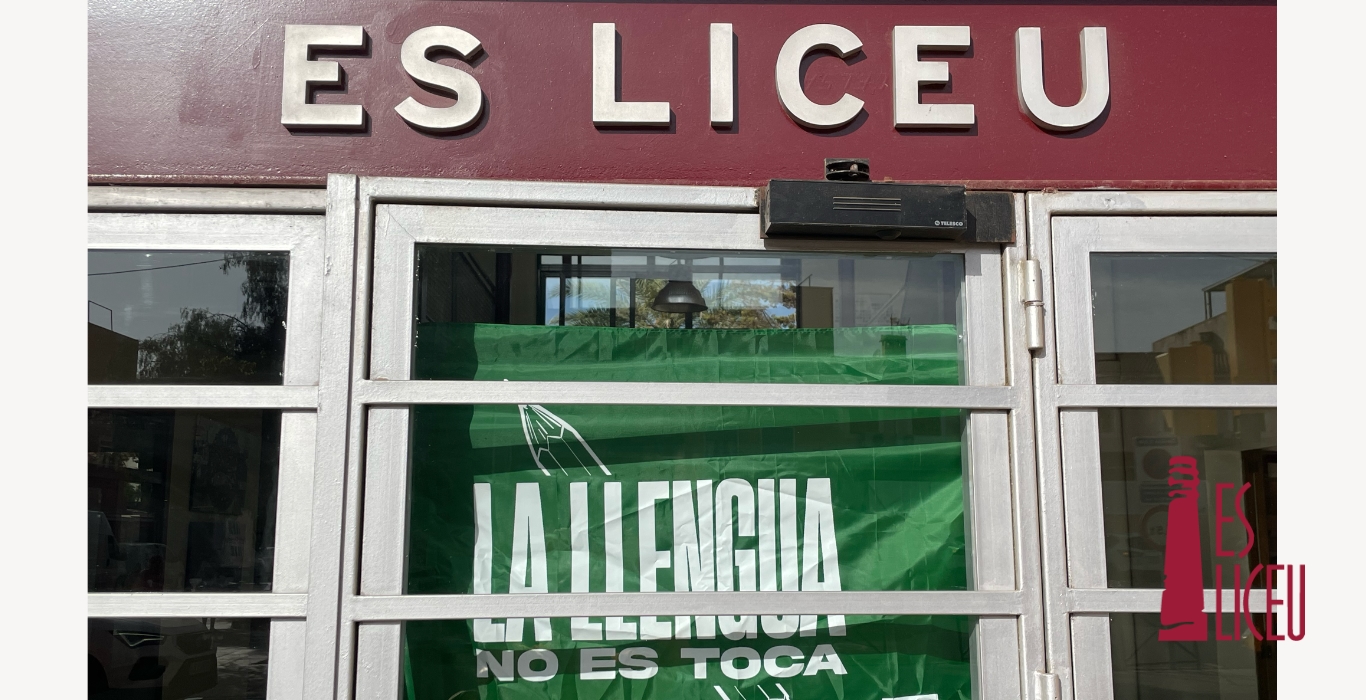 ES LICEU
TELESCO
LA LLENGUA
NO ES TOCA
ES
LICEU